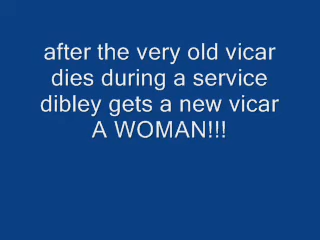 after the very old vicar
dies during a service
dibley gets a new vicar
A WOMAN!!!